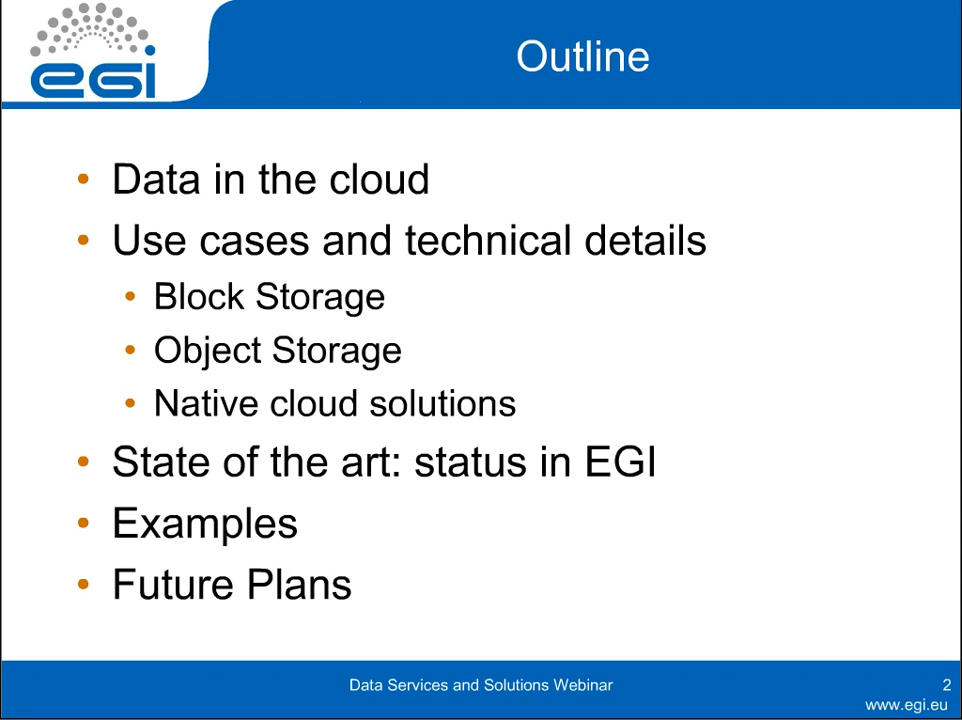 egi
Outline
• Data in the cloud
• Use cases and technical details
• Block Storage
• Object Storage
• Native cloud solutions
• State of the art: status in EGI
• Examples
• Future Plans
Data Services and Solutions Webinar
2
www.egi.eu